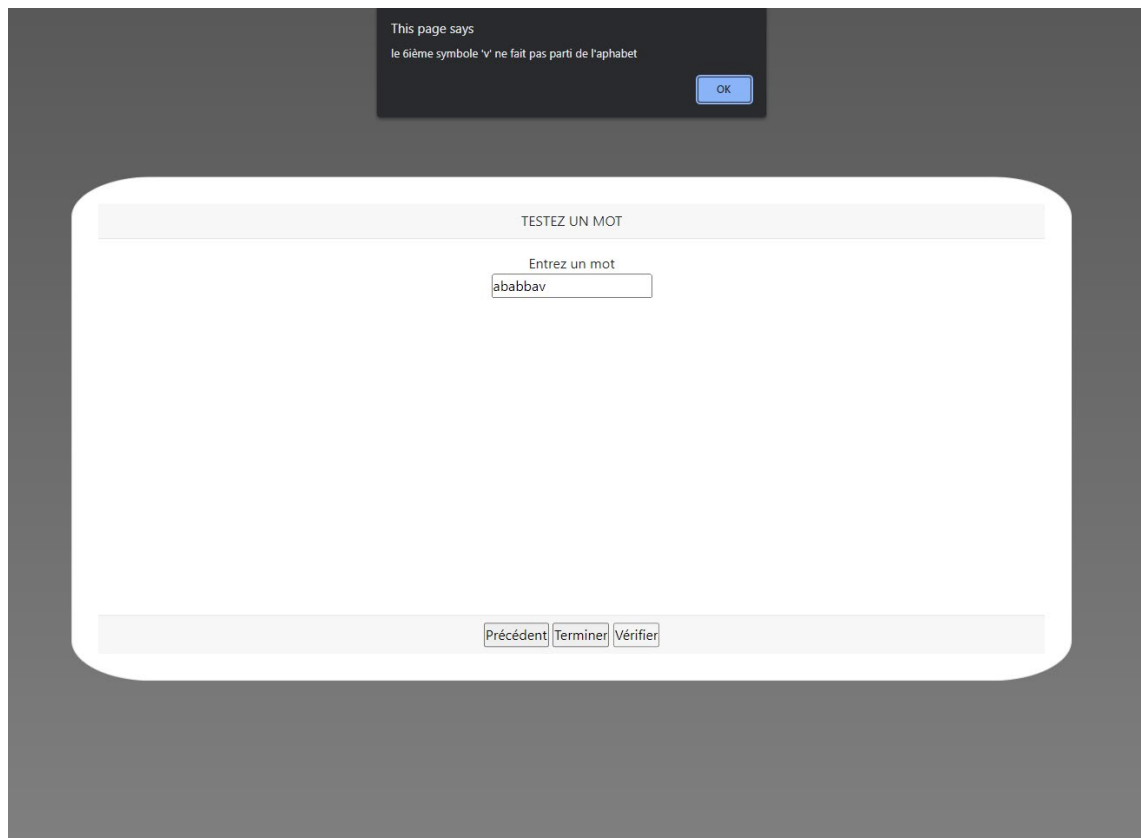 This page says
le 6ième symbole 'v' ne fait pas parti de l'aphabet
OK
TESTEZ UN MOT
Entrez un mot
ababbav
Précédent Terminer Vérifier